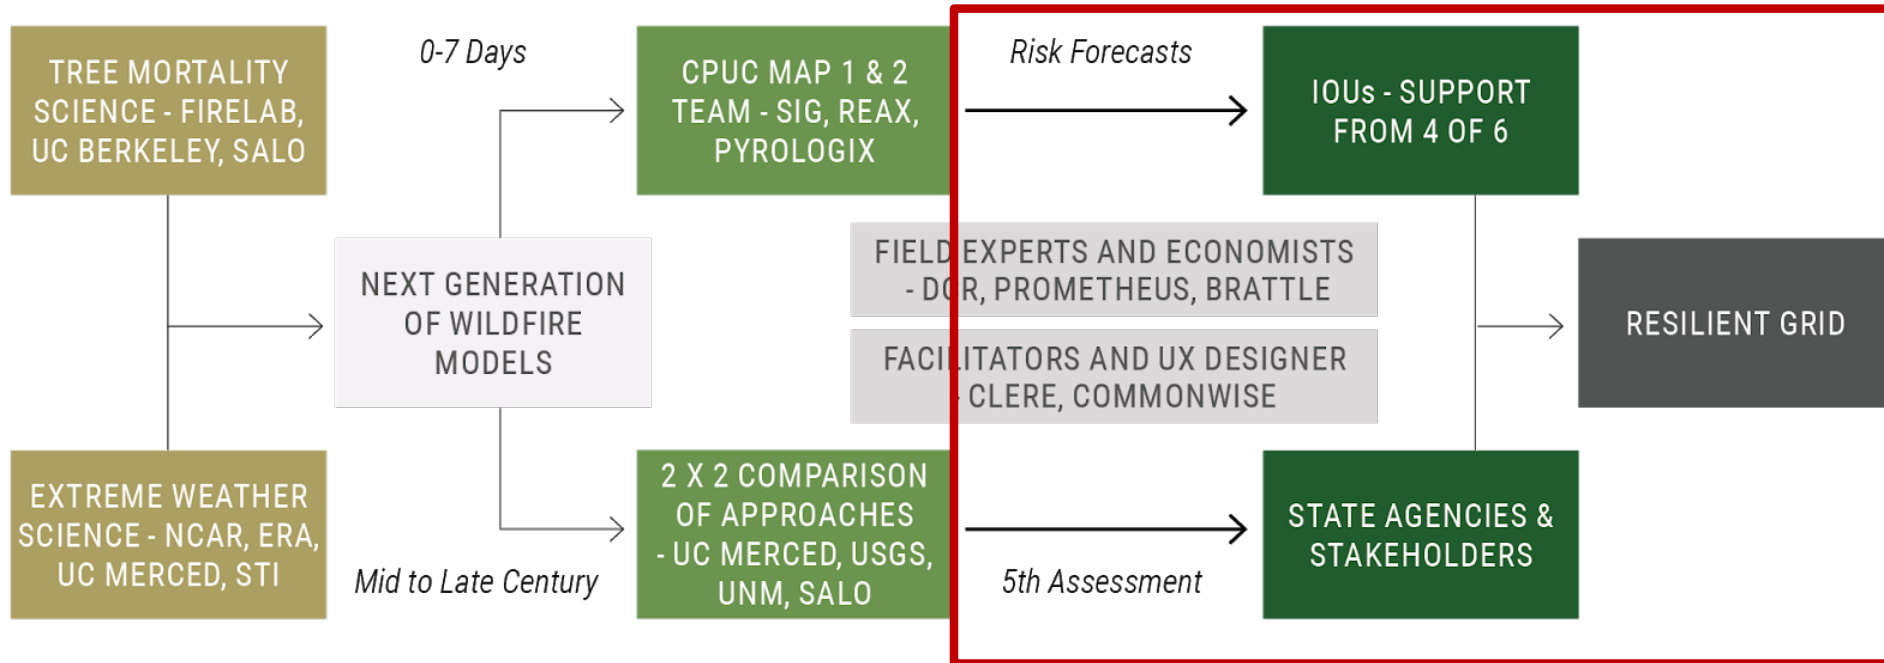 TREE MORTALITY
SCIENCE - FIRELAB,
UC BERKELEY, SALO
0-7 Days
CPUC MAP 1 & 2
TEAM - SIG, REAX,
PYROLOGIX
Risk Forecasts
IOUs - SUPPORT
FROM 4 OF 6
NEXT GENERATION
OF WILDFIRE
MODELS
FIELD EXPERTS AND ECONOMISTS
- DGR, PROMETHEUS, BRATTLE
FACILITATORS AND UX DESIGNER
- CLERE, COMMONWISE
RESILIENT GRID
EXTREME WEATHER
SCIENCE - NCAR, ERA,
UC MERCED, STI
Mid to Late Century
2 X 2 COMPARISON
OF APPROACHES
- UC MERCED, USGS,
UNM, SALO
5th Assessment
STATE AGENCIES &
STAKEHOLDERS